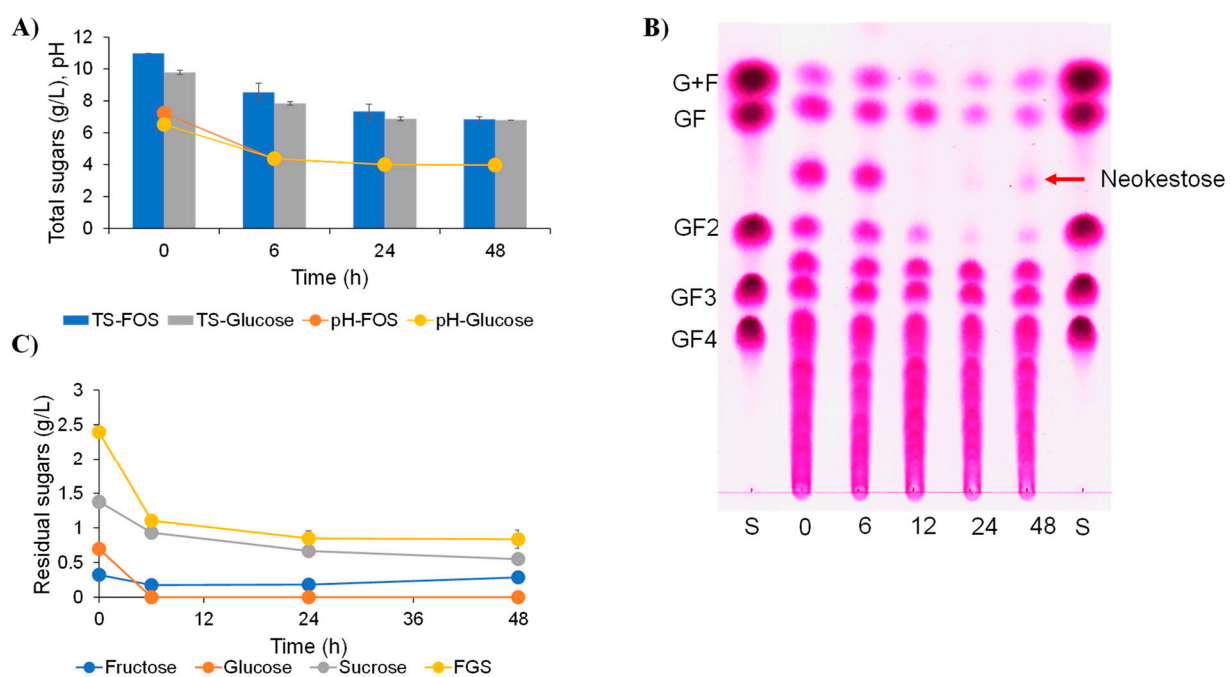 A)
12
10
8
6
4
2
0
Total sugars (g/L), pH
0 6 24 48
Time (h)
TS-FOS TS-Glucose pH-FOS pH-Glucose
B)
G+F
GF
Neokestose
GF2
GF3
GF4
S 0 6 12 24 48 S
C)
3
2.5
2
1.5
1
0.5
0
Residual sugars (g/L)
0 12 24 36 48
Time (h)
Fructose Glucose Sucrose FGS